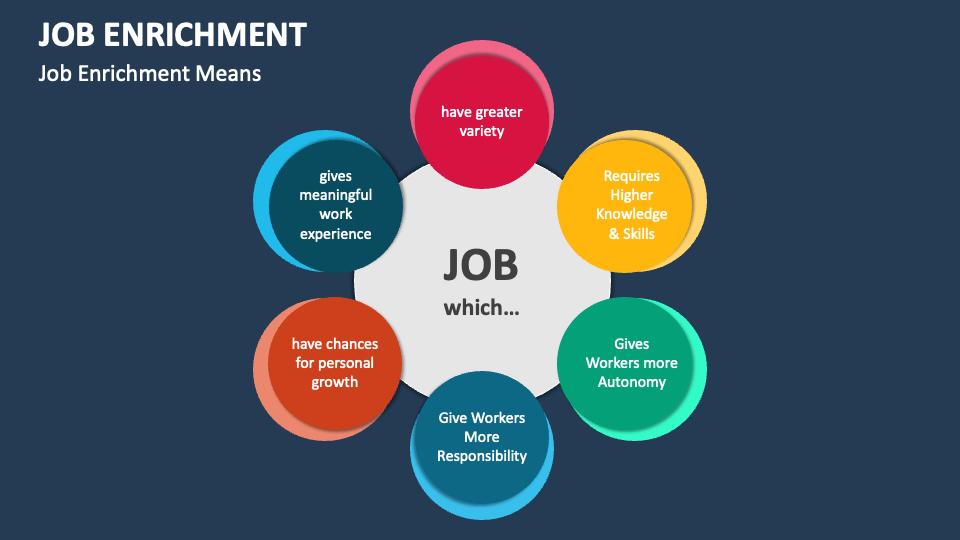 JOB ENRICHMENT
Job Enrichment Means
have greater
variety
Requires
Higher
Knowledge
& Skills
Gives
Workers more
Autonomy
Give Workers
More
Responsibility
have chances
for personal
growth
gives
meaningful
work
experience
JOB
which...